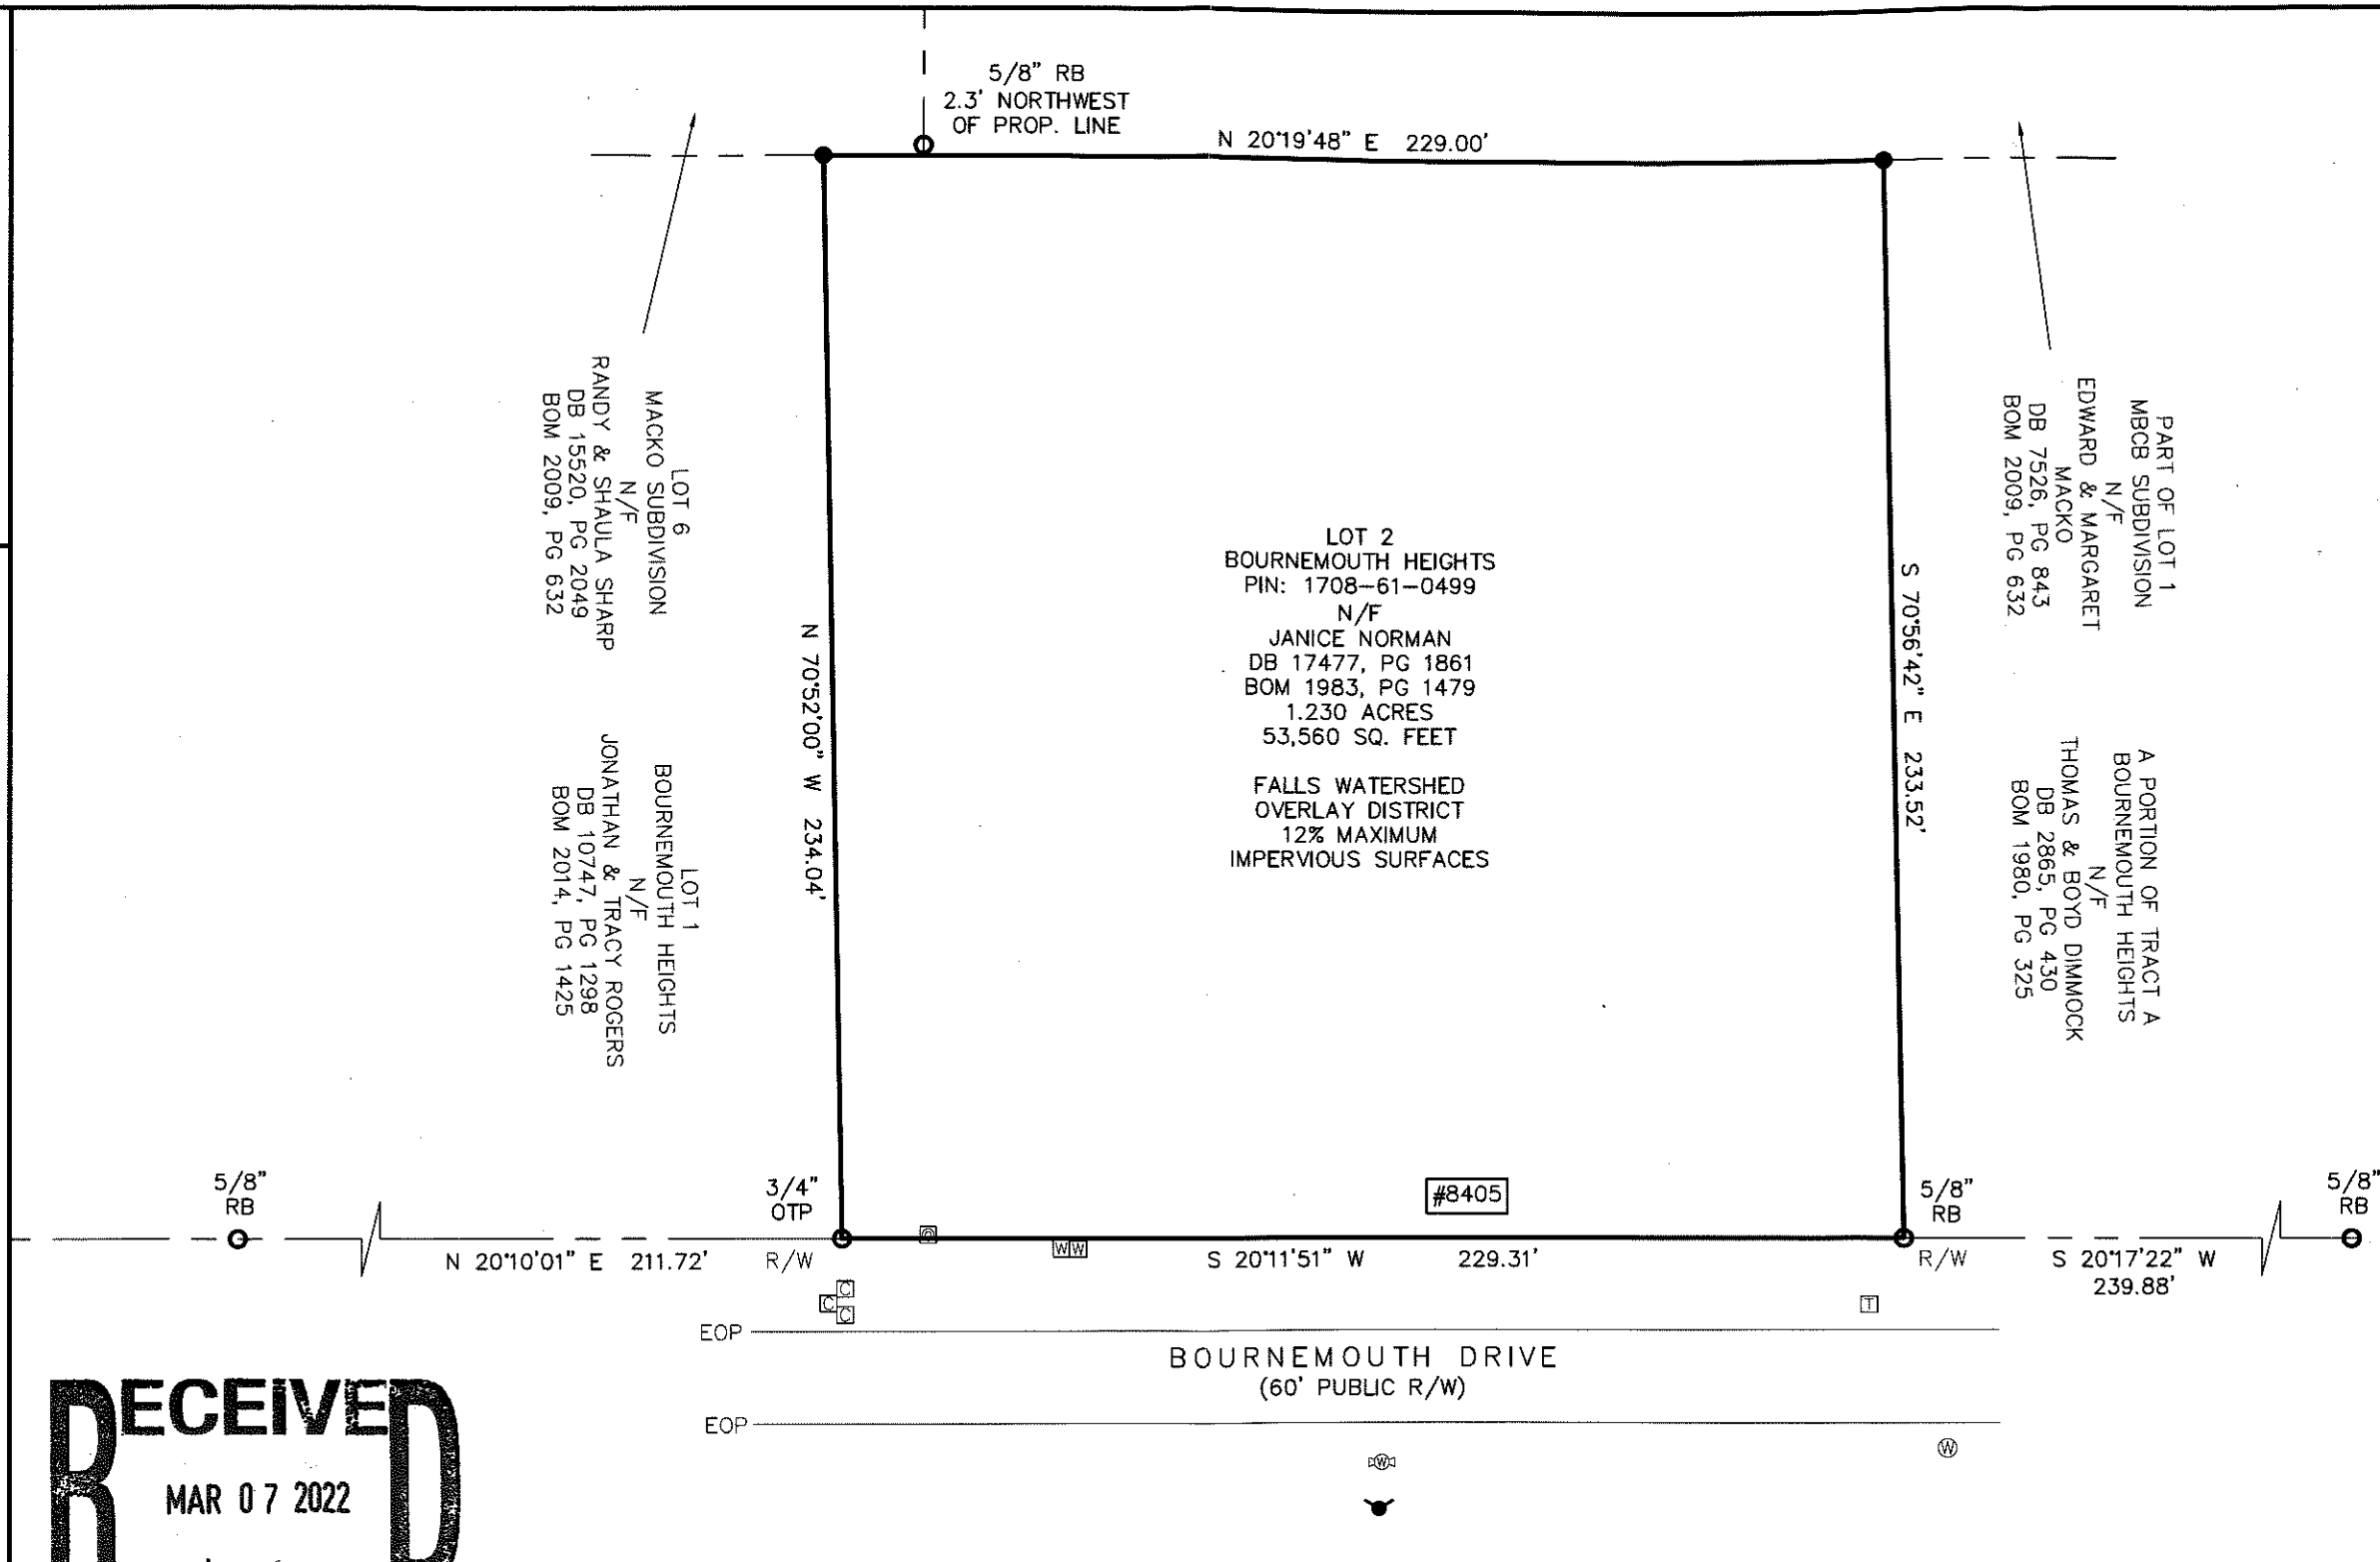 5/8" RB
2.3' NORTHWEST
OF PROP. LINE
N 20°19'48" E 229.00'
LOT 6
MACKO SUBDIVISION
N/F
RANDY & SHAULA SHARP
DB 15520, PG 2049
BOM 2009, PG 632
LOT 1
BOURNEMOUTH HEIGHTS
N/F
JONATHAN & TRACY ROGERS
DB 10747, PG 1298
BOM 2014, PG 1425
N 70°52'00" W 234.04'
LOT 2
BOURNEMOUTH HEIGHTS
PIN: 1708-61-0499
N/F
JANICE NORMAN
DB 17477, PG 1861
BOM 1983, PG 1479
1.230 ACRES
53,560 SQ. FEET
FALLS WATERSHED
OVERLAY DISTRICT
12% MAXIMUM
IMPERVIOUS SURFACES
S 70°56'42" E 233.52'
PART OF LOT 1
MBCB SUBDIVISION
N/F
EDWARD & MARGARET
MACKO
DB 7526, PG 843
BOM 2009, PG 632
A PORTION OF TRACT A
BOURNEMOUTH HEIGHTS
N/F
THOMAS & BOYD DIMMOCK
DB 2865, PG 430
BOM 1980, PG 325
5/8"
RB
3/4"
OTP
#8405
5/8"
RB
5/8"
RB
N 20°10'01" E 211.72'
R/W
WW
S 20°11'51" W 229.31'
R/W
S 20°17'22" W
239.88'
C
C
C
T
EOP
BOURNEMOUTH DRIVE
(60' PUBLIC R/W)
EOP
W
W
RECEIVED
MAR 07 2022